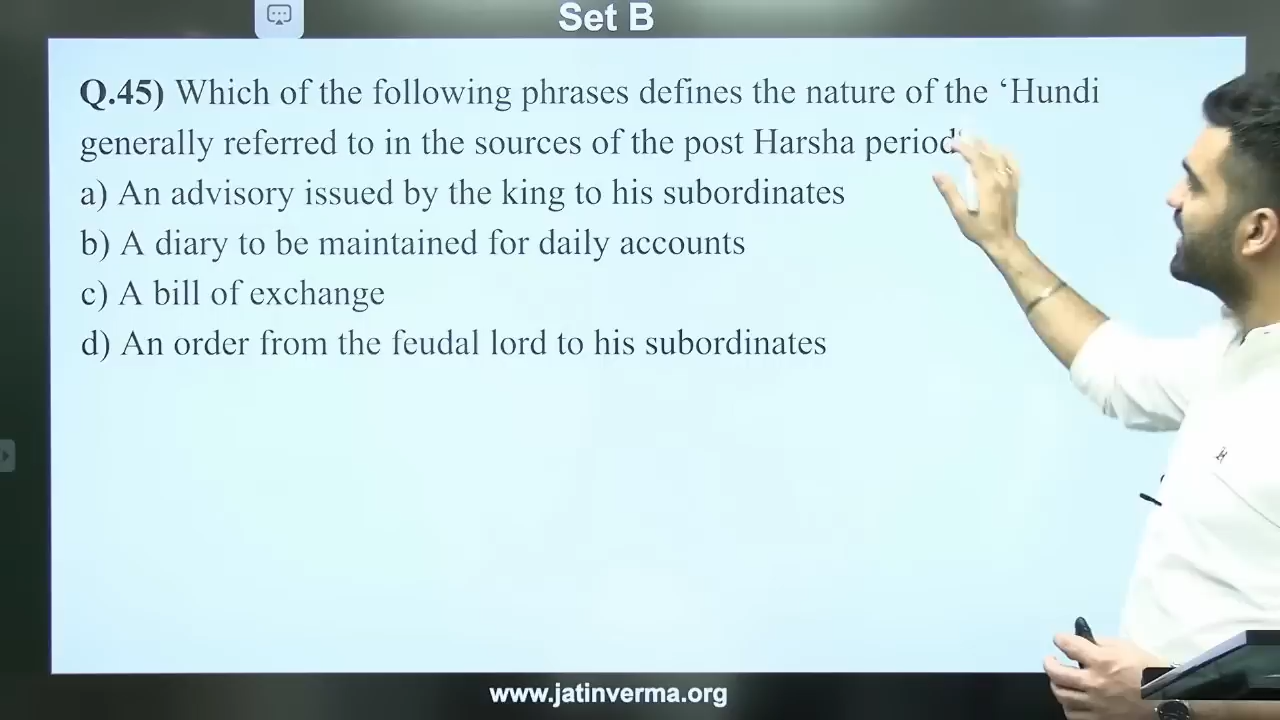 Set B
Q.45) Which of the following phrases defines the nature of the ‘Hundi
generally referred to in the sources of the post Harsha period’
a) An advisory issued by the king to his subordinates
b) A diary to be maintained for daily accounts
c) A bill of exchange
d) An order from the feudal lord to his subordinates
www.jatinverma.org